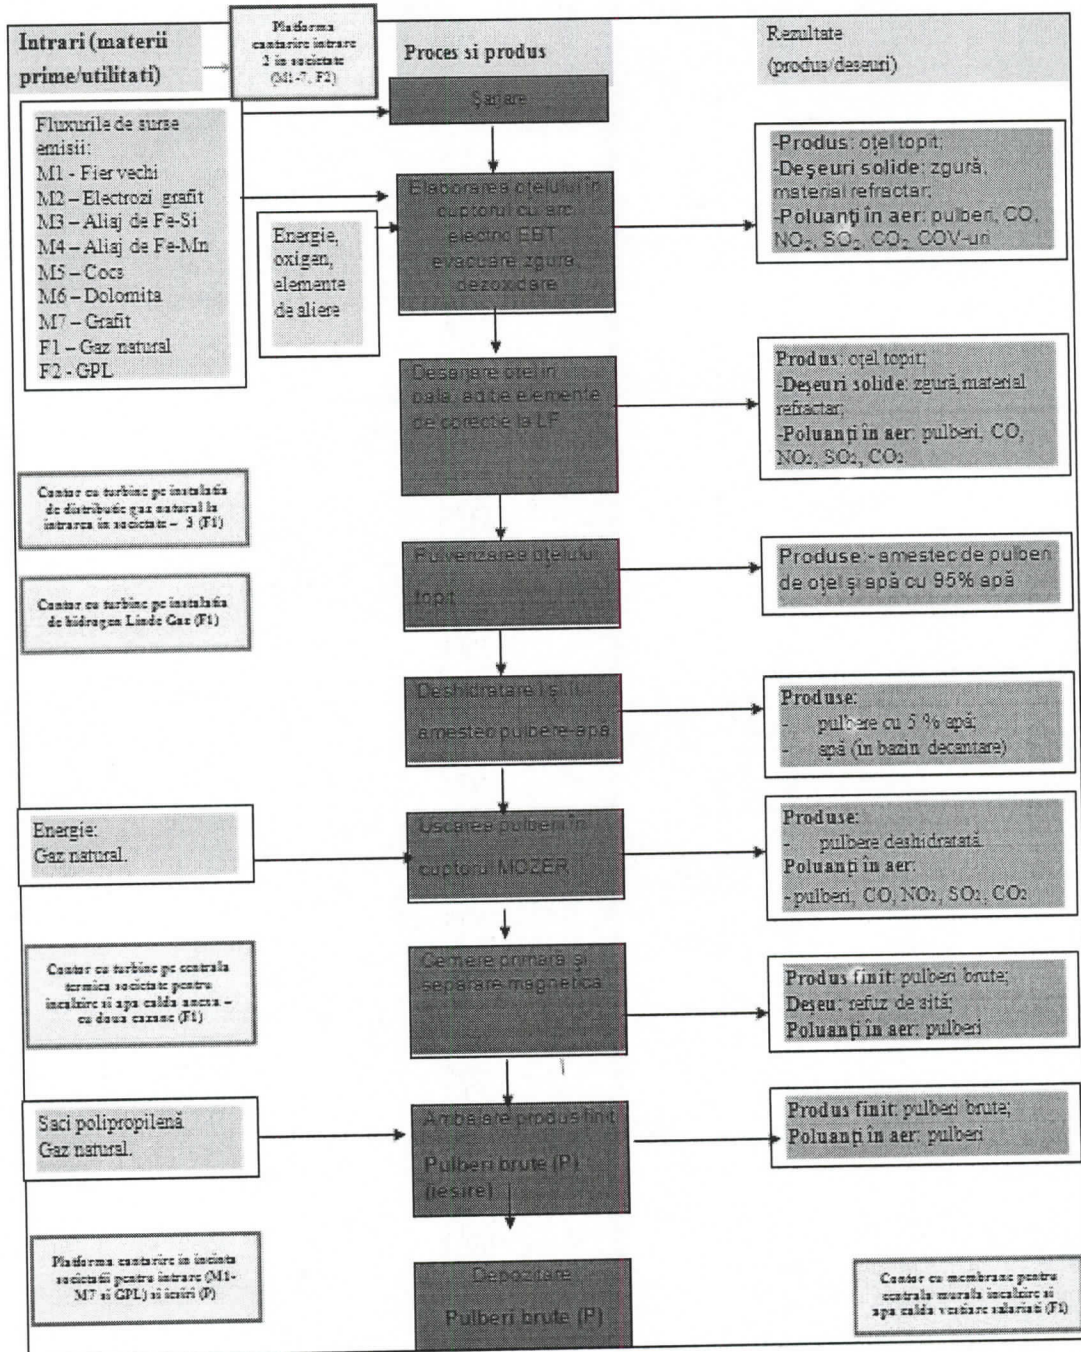 Intrari (materii
prime/utilitati)
Platforma
cantarire intrare
2 in societate
(M1-7, F2)
Proces si produs
Rezultate
(produs/deseuri)
Şarjare
Fluxurile de surse
emisii:
M1 - Fier vechi
M2 – Electrozi grafit
M3 – Aliaj de Fe-Si
M4 – Aliaj de Fe-Mn
M5 – Cocs
M6 – Dolomita
M7 – Grafit
F1 – Gaz natural
F2 - GPL
Energie,
oxigen,
elemente
de aliere
Elaborarea oţelului în
cuptorul cu arc
electric EBT
evacuare zgura,
dezoxidare
-Produs: oţel topit;
-Deşeuri solide: zgură,
material refractar;
-Poluanţi în aer: pulberi, CO,
NO₂, SO₂, CO₂, COV-uri
Desarjare otel in
oala, aditie elemente
de corectie la LF
Produs: oţel topit;
-Deşeuri solide: zgură, material
refractar;
-Poluanţi în aer: pulberi, CO,
NO₂, SO₂, CO₂
Contor cu turbine pe instalatia
de distributie gaz natural la
intrarea in societate – 3 (F1)
Pulverizarea oţelului
topit
Produse: - amestec de pulberi
de oţel şi apă cu 95% apă
Contor cu turbine pe instalatia
de hidrogen Linde Gaz (F1)
Deshidratare I şi II
amestec pulbere-apă
Produse:
- pulbere cu 5 % apă;
- apă (în bazin decantare)
Energie:
Gaz natural.
Uscarea pulberii în
cuptorul MOZER
Produse:
- pulbere deshidratată.
Poluanţi în aer:
- pulberi, CO, NO₂, SO₂, CO₂
Contor cu turbine pe centrala
termica societate pentru
incalzire si apa calda anexa –
cu doua cazane (F1)
Cernere primară şi
separare magnetica
Produs finit: pulberi brute;
Deşeu: refuz de sită;
Poluanţi în aer: pulberi
Saci polipropilenă
Gaz natural.
Ambalare produs finit
Pulberi brute (P)
(iesire)
Produs finit: pulberi brute;
Poluanţi în aer: pulberi
Platforma cantarire in incinta
societatii pentru intrare (M1-
M7 si GPL) si iesiri (P)
Depozitare
Pulberi brute (P)
Contor cu membrane pentru
centrala murala incalzire si
apa calda vestiare salariati (F1)